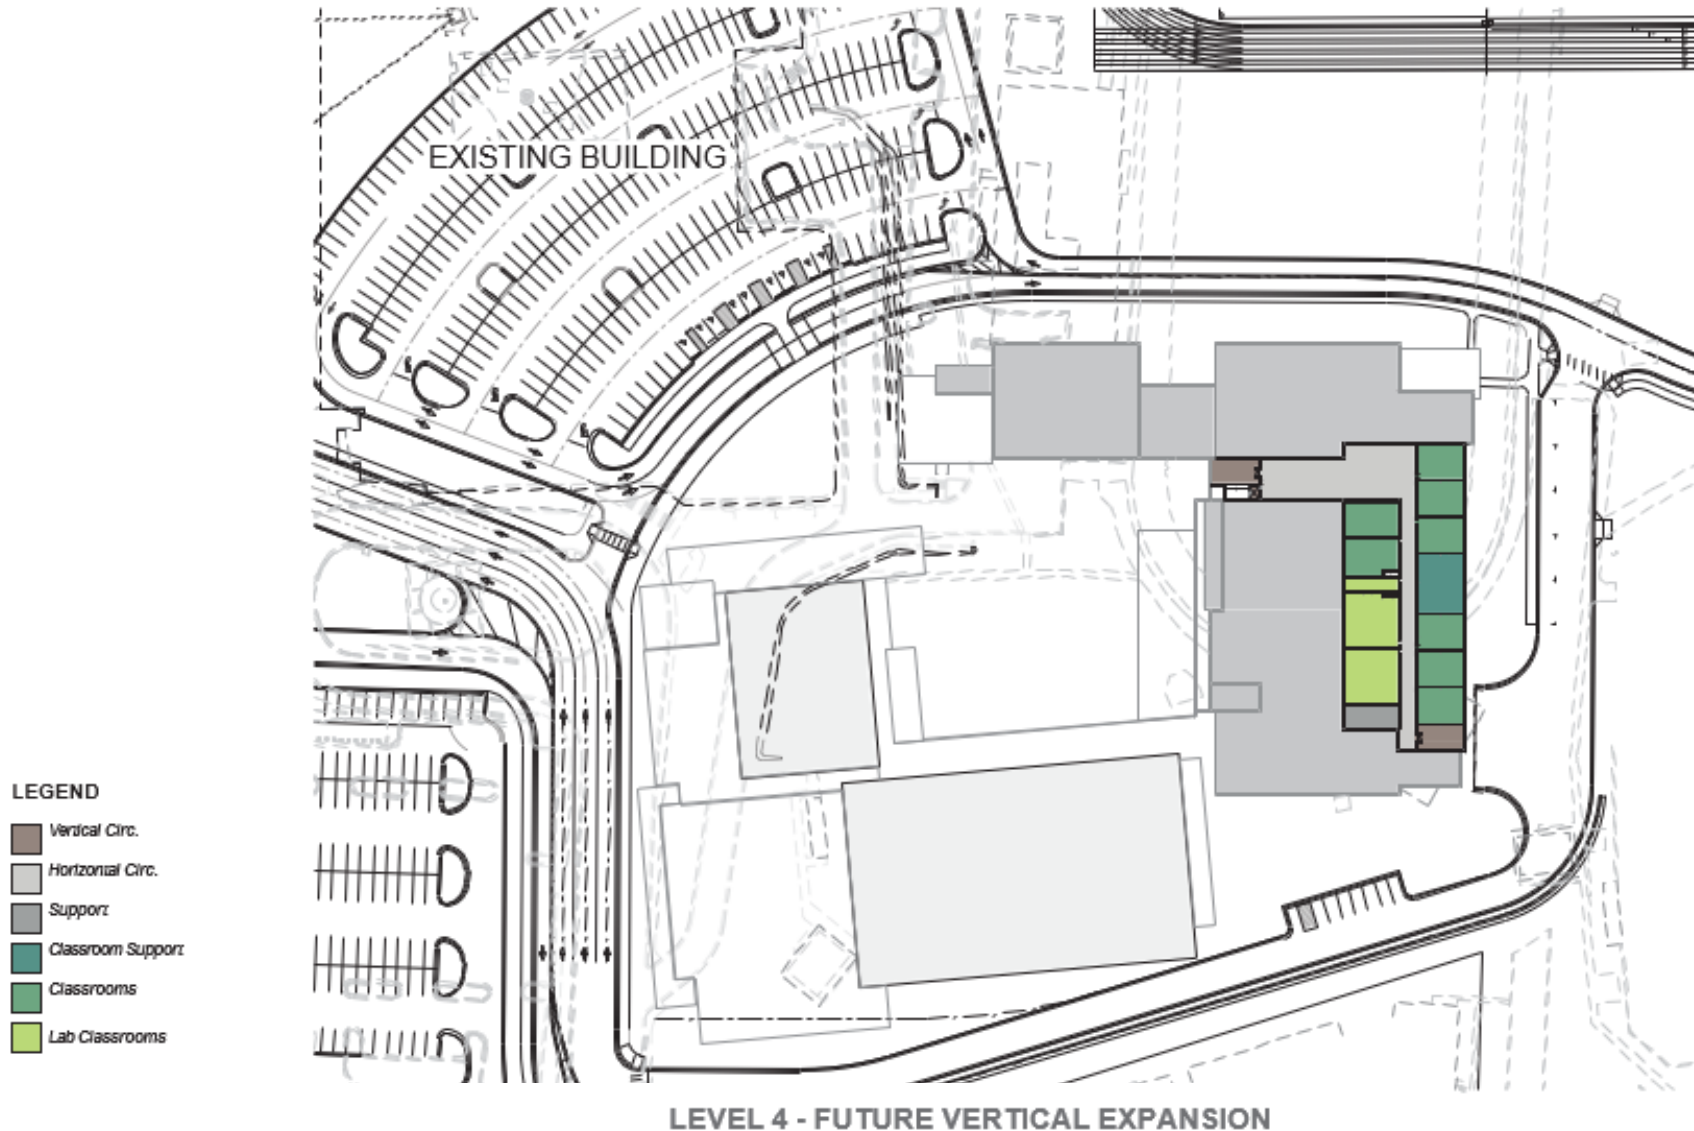 EXISTING BUILDING
LEGEND
Vertical Circ.
Horizontal Circ.
Support
Classroom Support
Classrooms
Lab Classrooms
LEVEL 4 - FUTURE VERTICAL EXPANSION